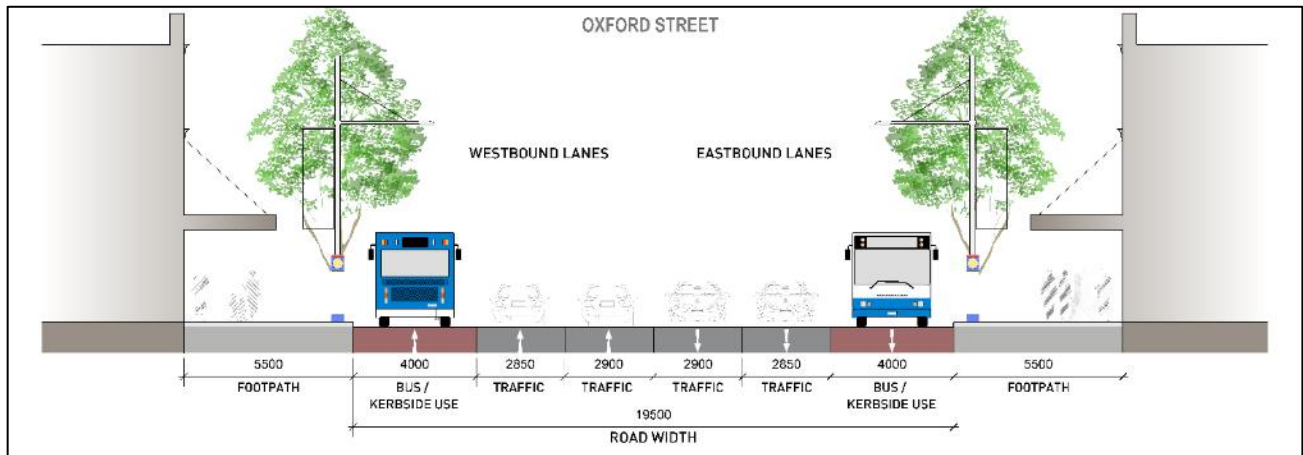 OXFORD STREET
WESTBOUND LANES EASTBOUND LANES
5500 4000 2850 2900 2900 2850 4000 5500
FOOTPATH BUS / TRAFFIC TRAFFIC TRAFFIC TRAFFIC BUS / FOOTPATH
KERBSIDE USE KERBSIDE USE
19500
ROAD WIDTH